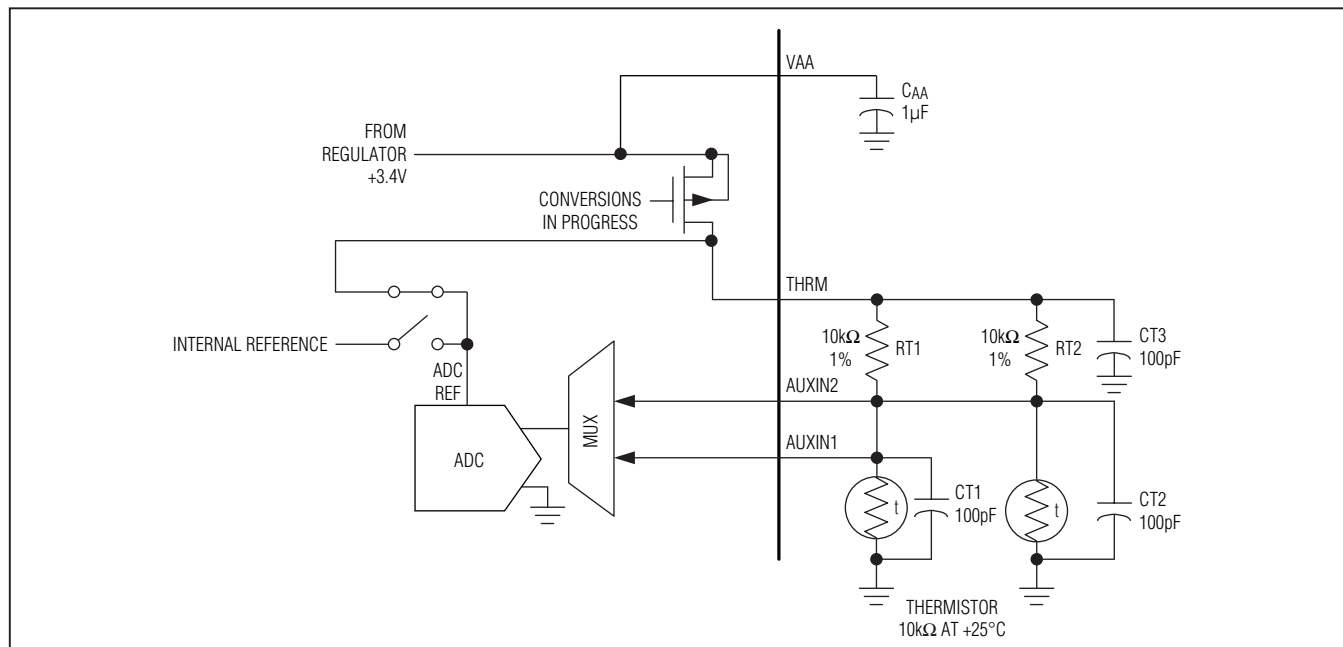 VAA
CAA
1µF
FROM
REGULATOR
+3.4V
CONVERSIONS
IN PROGRESS
THRM
10kΩ
1%
RT1
10kΩ
1%
RT2
CT3
100pF
INTERNAL REFERENCE
ADC
REF
AUXIN2
MUX
AUXIN1
ADC
t
CT1
100pF
t
CT2
100pF
THERMISTOR
10kΩ AT +25°C